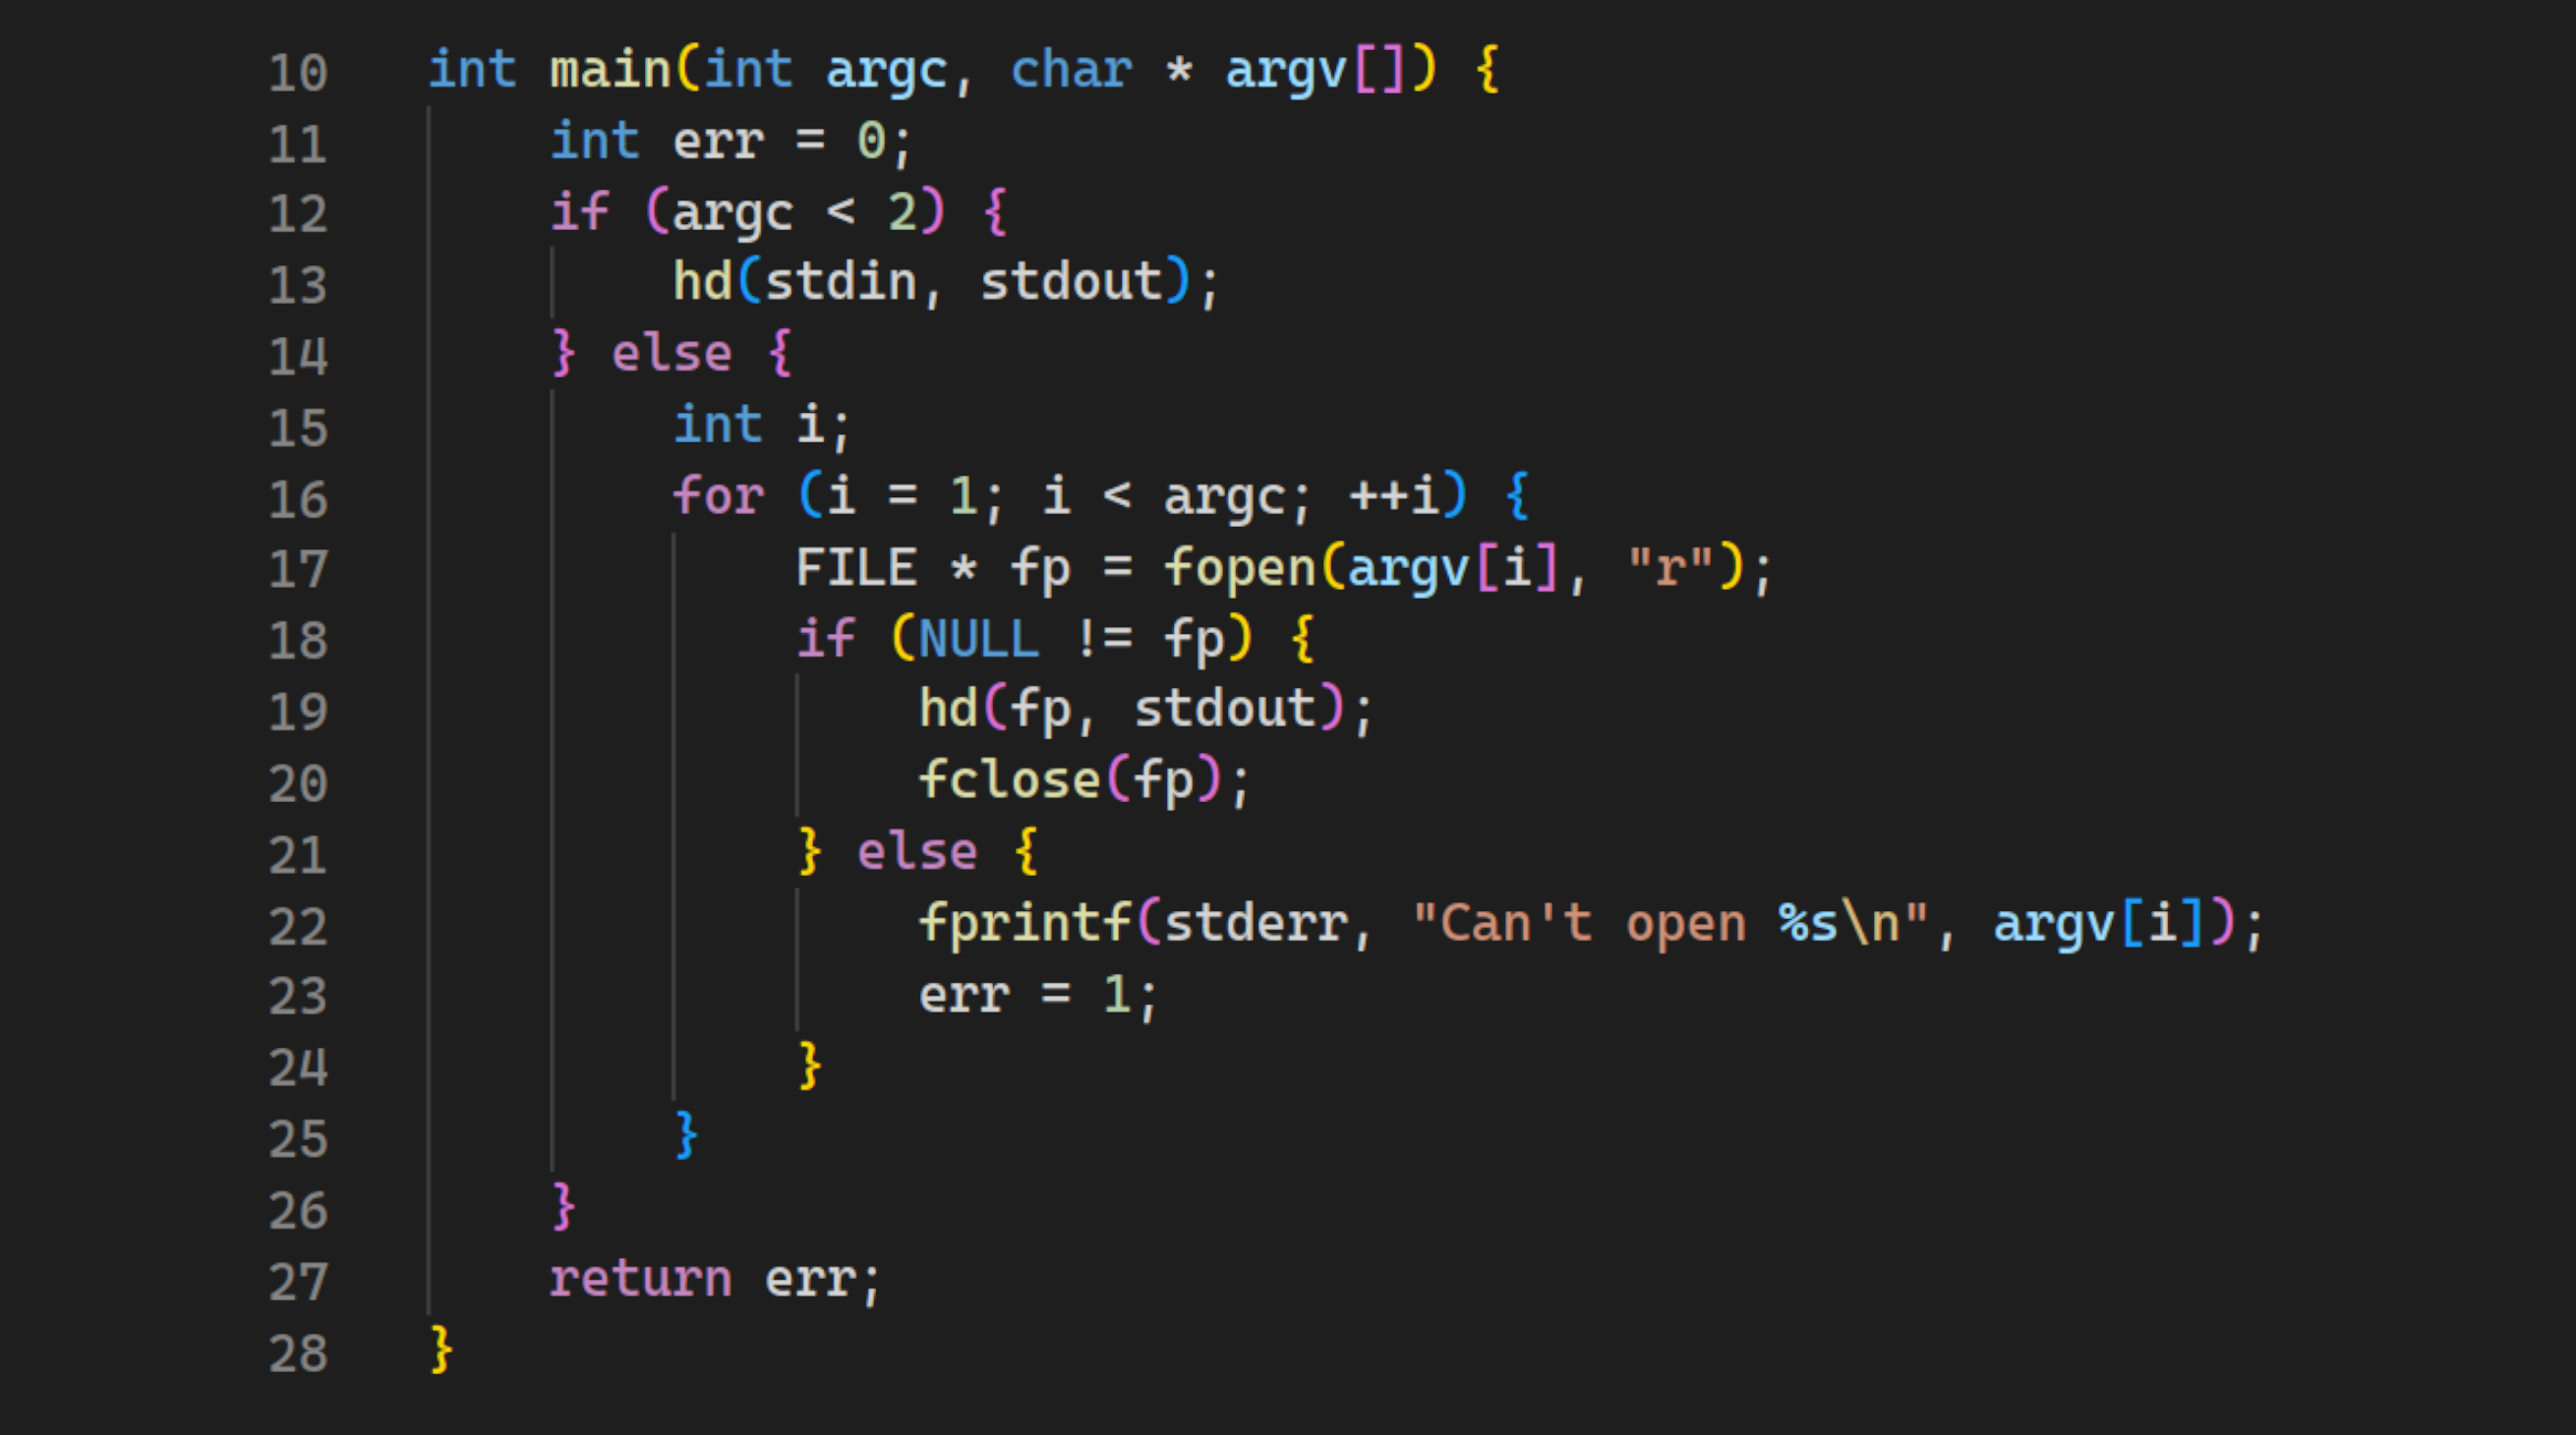 10 int main(int argc, char * argv[]) {
11     int err = 0;
12     if (argc < 2) {
13         hd(stdin, stdout);
14     } else {
15         int i;
16         for (i = 1; i < argc; ++i) {
17             FILE * fp = fopen(argv[i], "r");
18             if (NULL != fp) {
19                 hd(fp, stdout);
20                 fclose(fp);
21             } else {
22                 fprintf(stderr, "Can't open %s\n", argv[i]);
23                 err = 1;
24             }
25         }
26     }
27     return err;
28 }